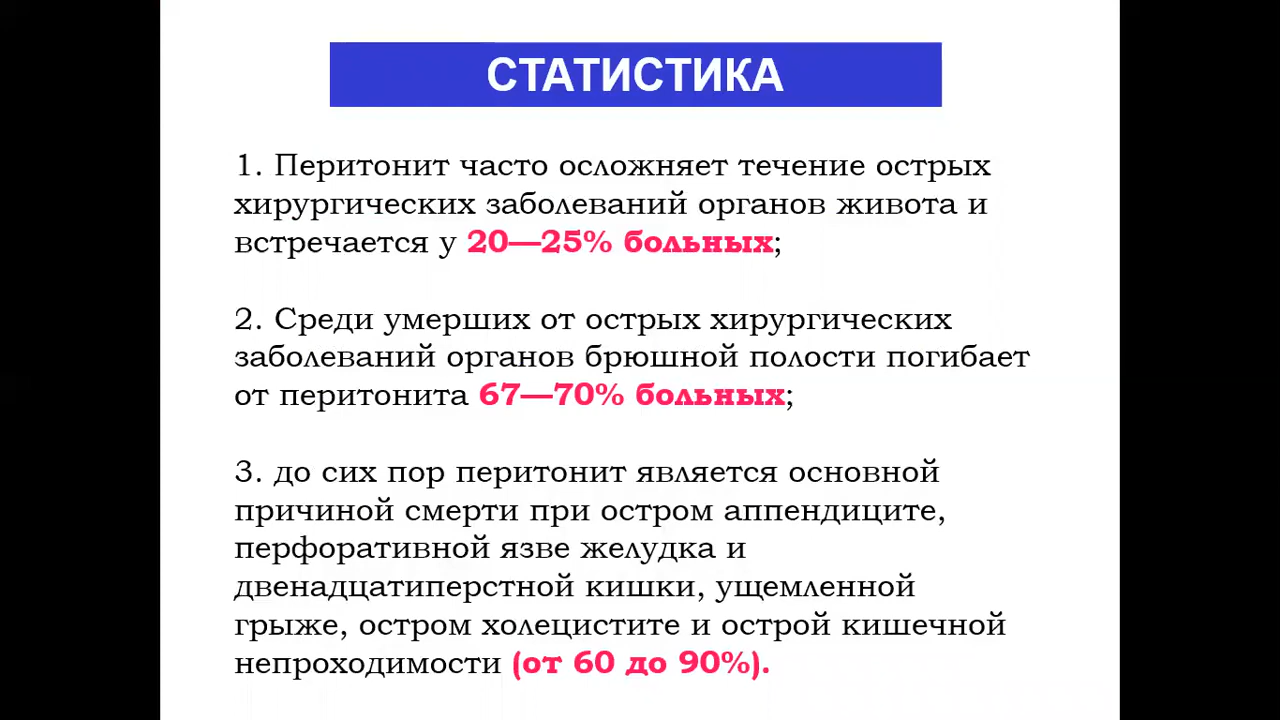 СТАТИСТИКА
1. Перитонит часто осложняет течение острых
хирургических заболеваний органов живота и
встречается у 20—25% больных;
2. Среди умерших от острых хирургических
заболеваний органов брюшной полости погибает
от перитонита 67—70% больных;
3. до сих пор перитонит является основной
причиной смерти при остром аппендиците,
перфоративной язве желудка и
двенадцатиперстной кишки, ущемленной
грыже, остром холецистите и острой кишечной
непроходимости (от 60 до 90%).